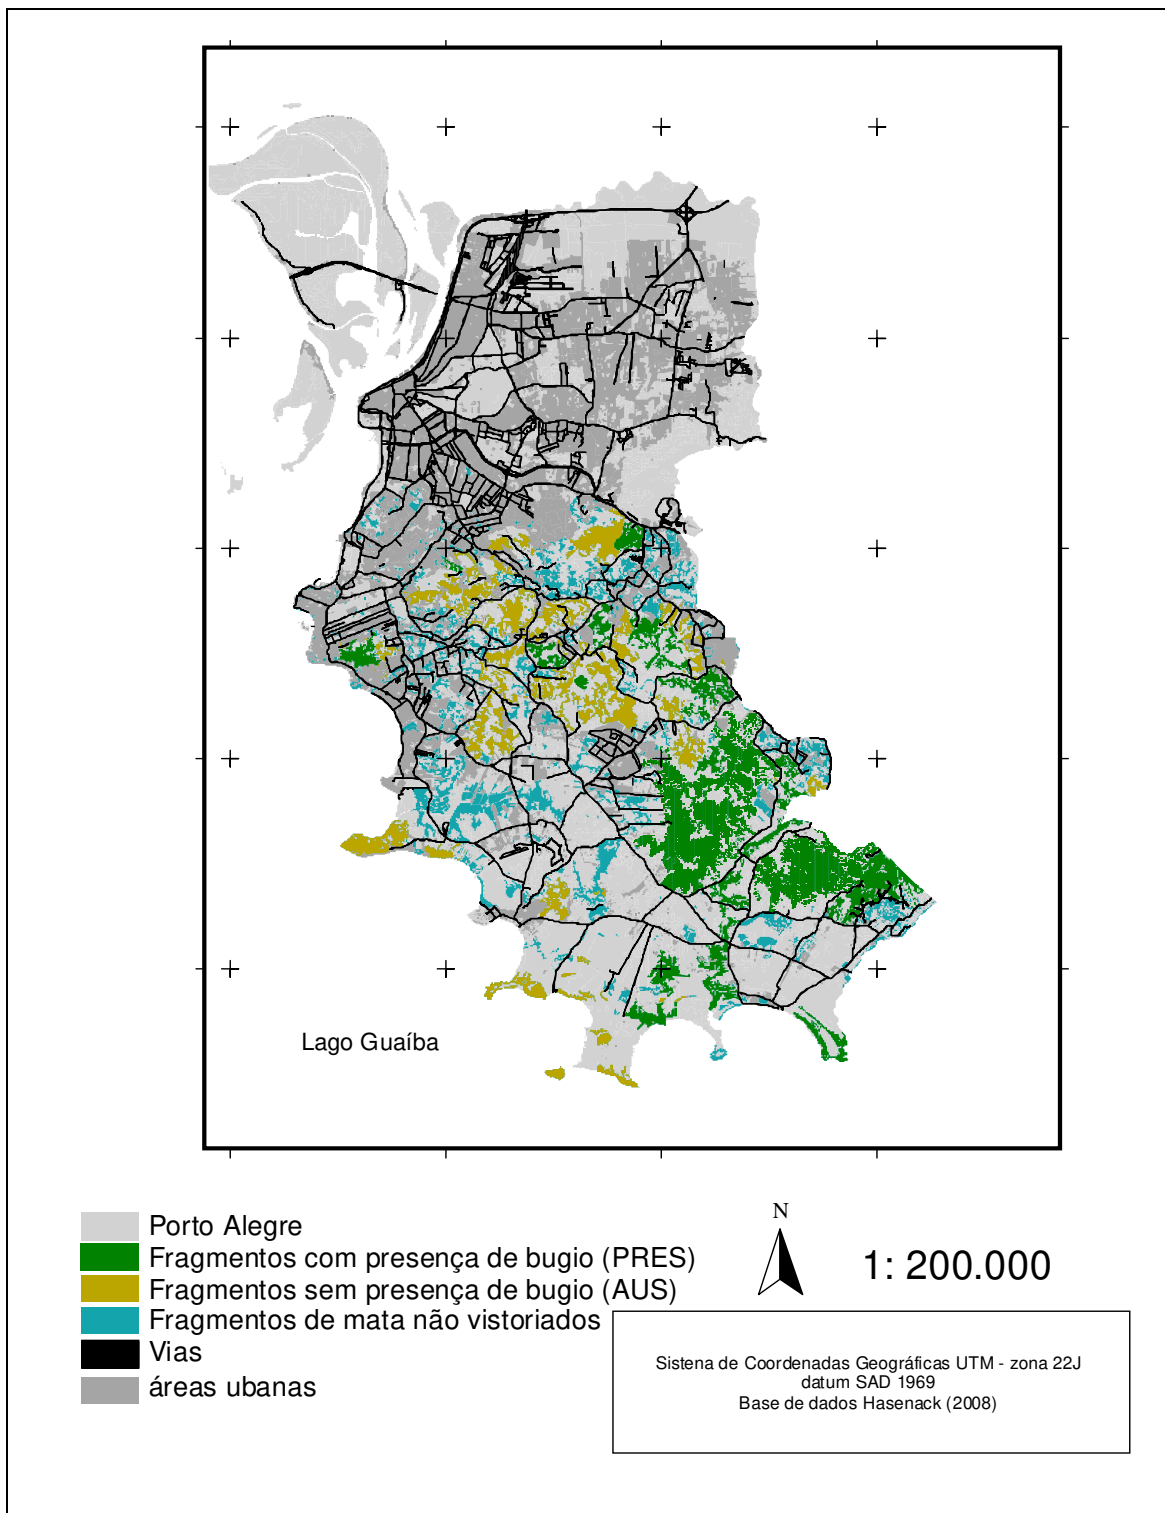 Lago Guaíba
Porto Alegre
Fragmentos com presença de bugio (PRES)
Fragmentos sem presença de bugio (AUS)
Fragmentos de mata não vistoriados
Vias
áreas ubanas
N
1: 200.000
Sistena de Coordenadas Geográficas UTM - zona 22J
datum SAD 1969
Base de dados Hasenack (2008)